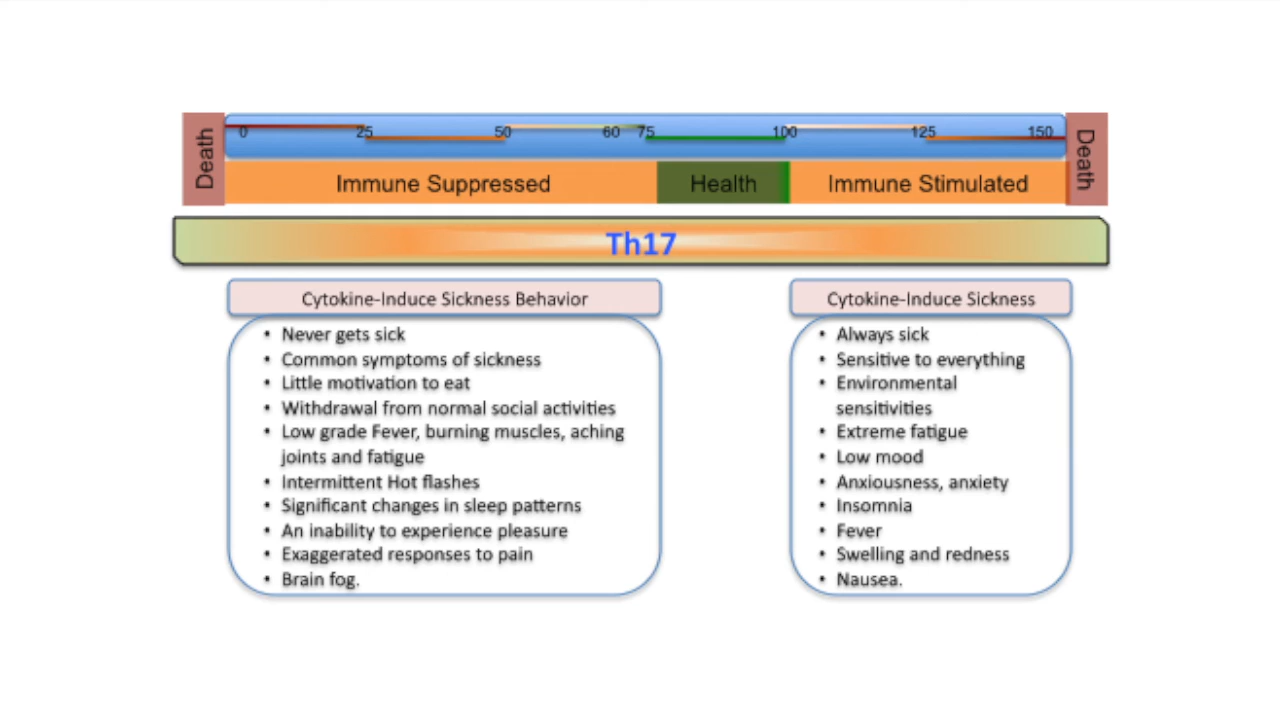 Death
0 25 50 60 75 100 125 150
Death
Immune Suppressed
Health
Immune Stimulated
Th17
Cytokine-Induce Sickness Behavior
• Never gets sick
• Common symptoms of sickness
• Little motivation to eat
• Withdrawal from normal social activities
• Low grade Fever, burning muscles, aching
joints and fatigue
• Intermittent Hot flashes
• Significant changes in sleep patterns
• An inability to experience pleasure
• Exaggerated responses to pain
• Brain fog.
Cytokine-Induce Sickness
• Always sick
• Sensitive to everything
• Environmental
sensitivities
• Extreme fatigue
• Low mood
• Anxiousness, anxiety
• Insomnia
• Fever
• Swelling and redness
• Nausea.